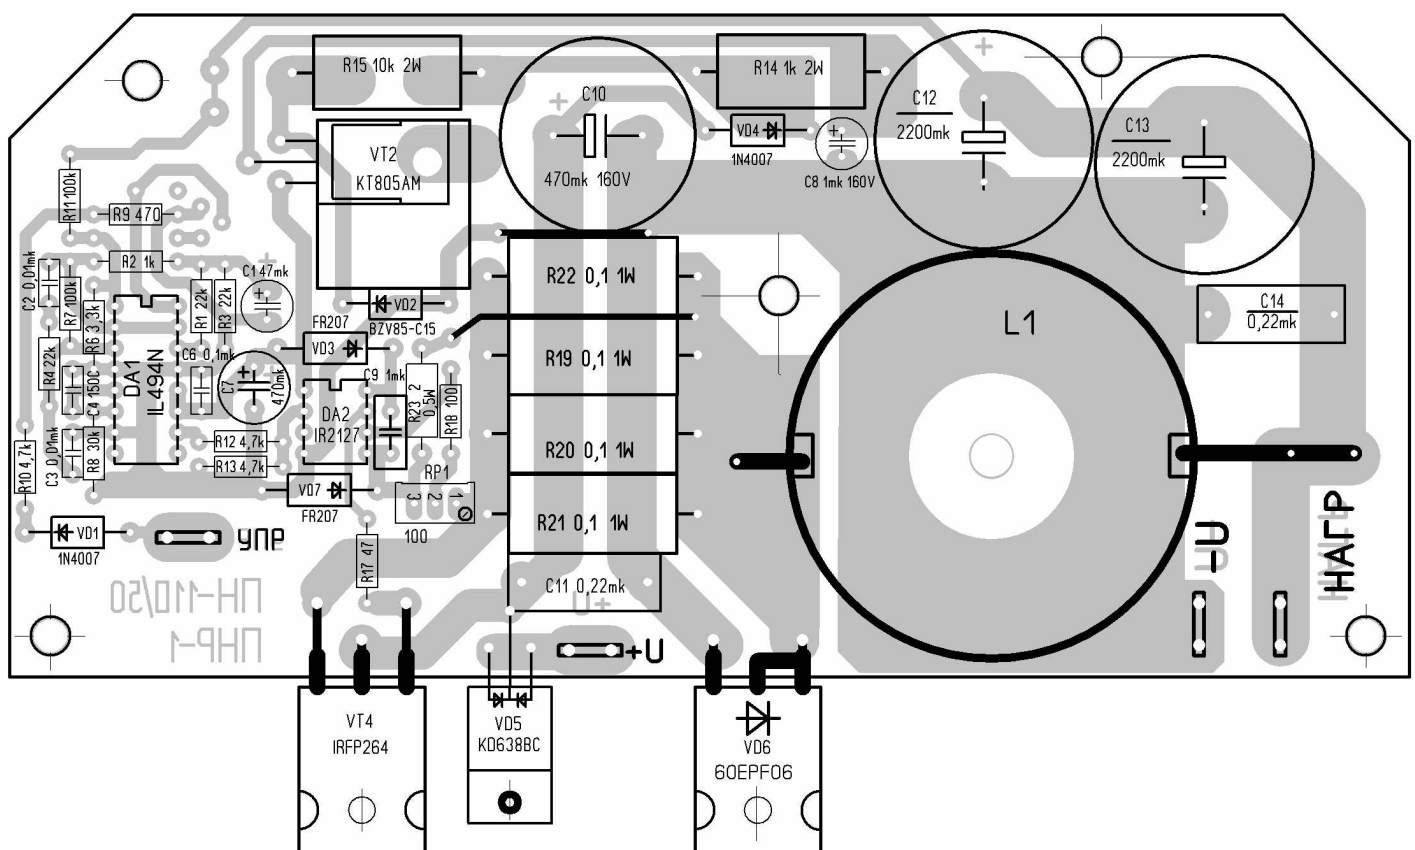 R15 10k 2W
R14 1k 2W
+
C10
470mk 160V
+
C12
2200mk
C13
2200mk
VD4
1N4007
+
C8 1mk 160V
VT2
KT805AM
R11 100k
R9 470
R2 1k
C2 0,01mk
R7 100k
R6 3,3k
R1 22k
R3 22k
+
C1 47mk
+
VD2
BZV85-C15
R22 0,1 1W
R19 0,1 1W
R20 0,1 1W
R21 0,1 1W
C11 0,22mk
L1
C14
0,22mk
FR207
VD3
DA1
IL494N
R4 22k
C4 150
C6 0,1mk
+
C7
470mk
DA2
IR2127
C9 1mk
R23 2
0,5W
R18 100
C3 0,01mk
R8 30k
R10 4,7k
R12 4,7k
R13 4,7k
VD7
FR207
RP1
3 2 1
100
VD1
1N4007
УПР
R17 47
ПН-110/50
ПНР-1
U+
+U
-U
НАГР
VT4
IRFP264
VD5
KD638BC
VD6
60EPF06